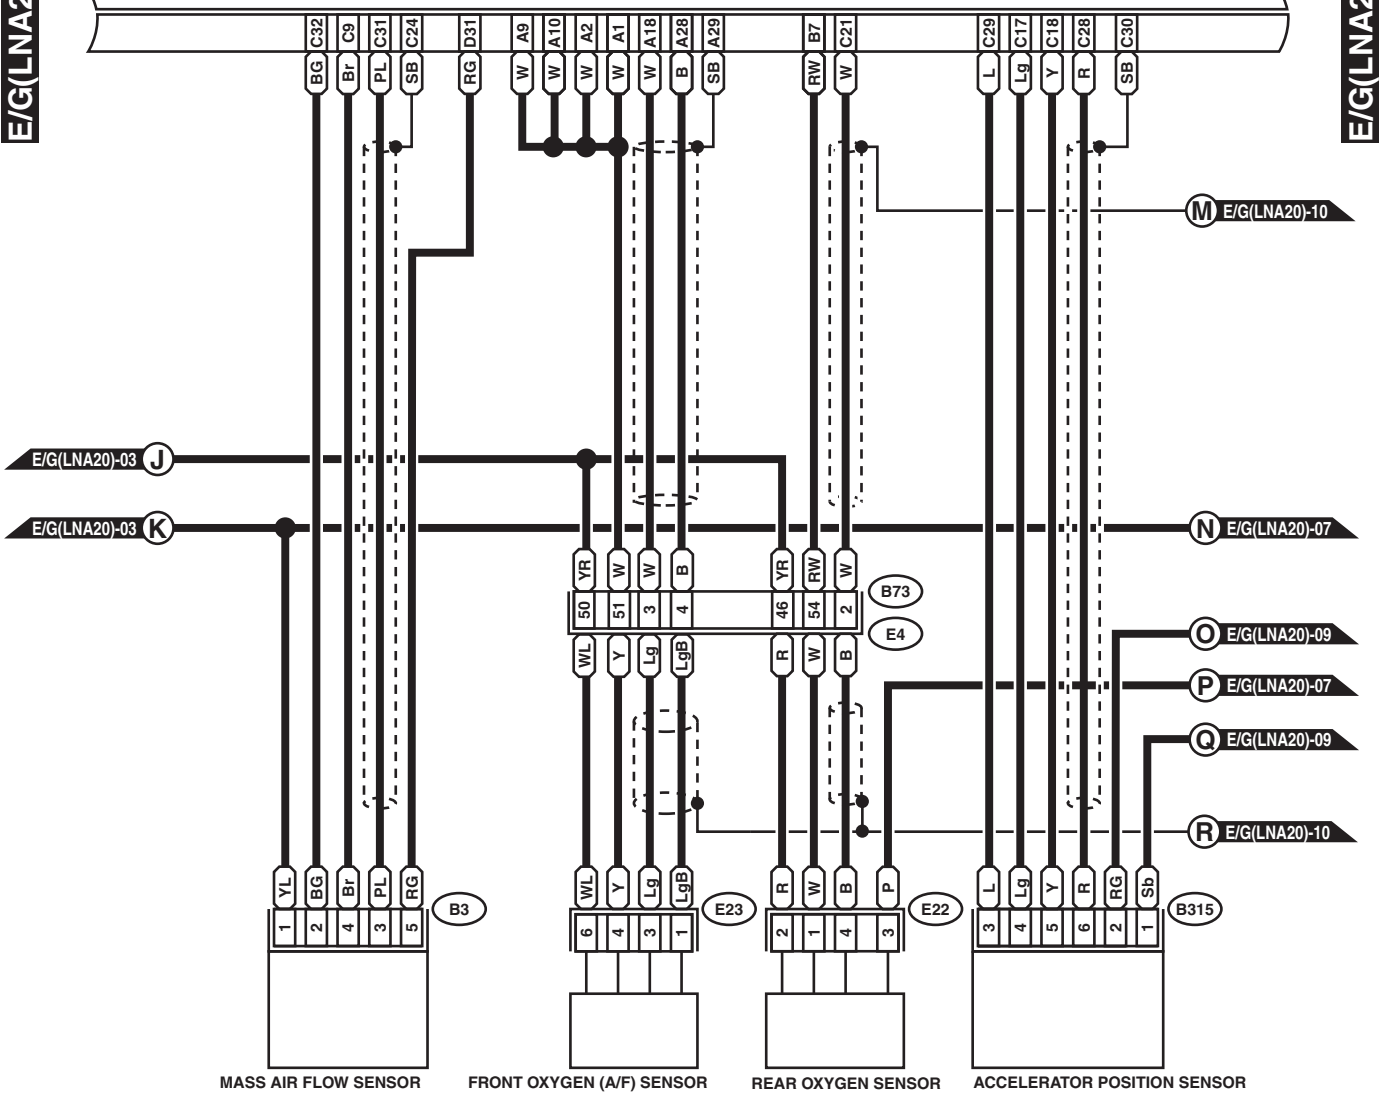 E/G(LNA2
E/G(LNA2
C32 C9 C31 C24 D31 A9 A10 A2 A1 A18 A28 A29 B7 C21 C29 C17 C18 C28 C30
BG Br PL SB RG W W W W W B SB RW W L Lg Y R SB
M E/G(LNA20)-10
E/G(LNA20)-03 J
E/G(LNA20)-03 K
N E/G(LNA20)-07
YR W W B YR RW W
B73
50 51 3 4 46 54 2
E4
O E/G(LNA20)-09
WL Y Lg LgB R W B
P E/G(LNA20)-07
Q E/G(LNA20)-09
R E/G(LNA20)-10
YL BG Br PL RG WL Y Lg LgB R W B P L Lg Y R RG Sb
B3 E23 E22 B315
1 2 4 3 5 6 4 3 1 2 1 4 3 3 4 5 6 2 1
MASS AIR FLOW SENSOR
FRONT OXYGEN (A/F) SENSOR
REAR OXYGEN SENSOR
ACCELERATOR POSITION SENSOR